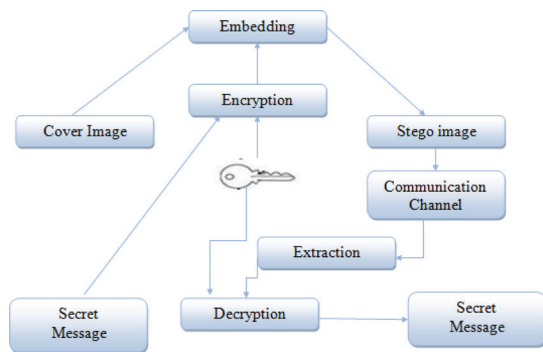 Embedding
Encryption
Cover Image
Stego image
Communication
Channel
Extraction
Secret
Message
Decryption
Secret
Message